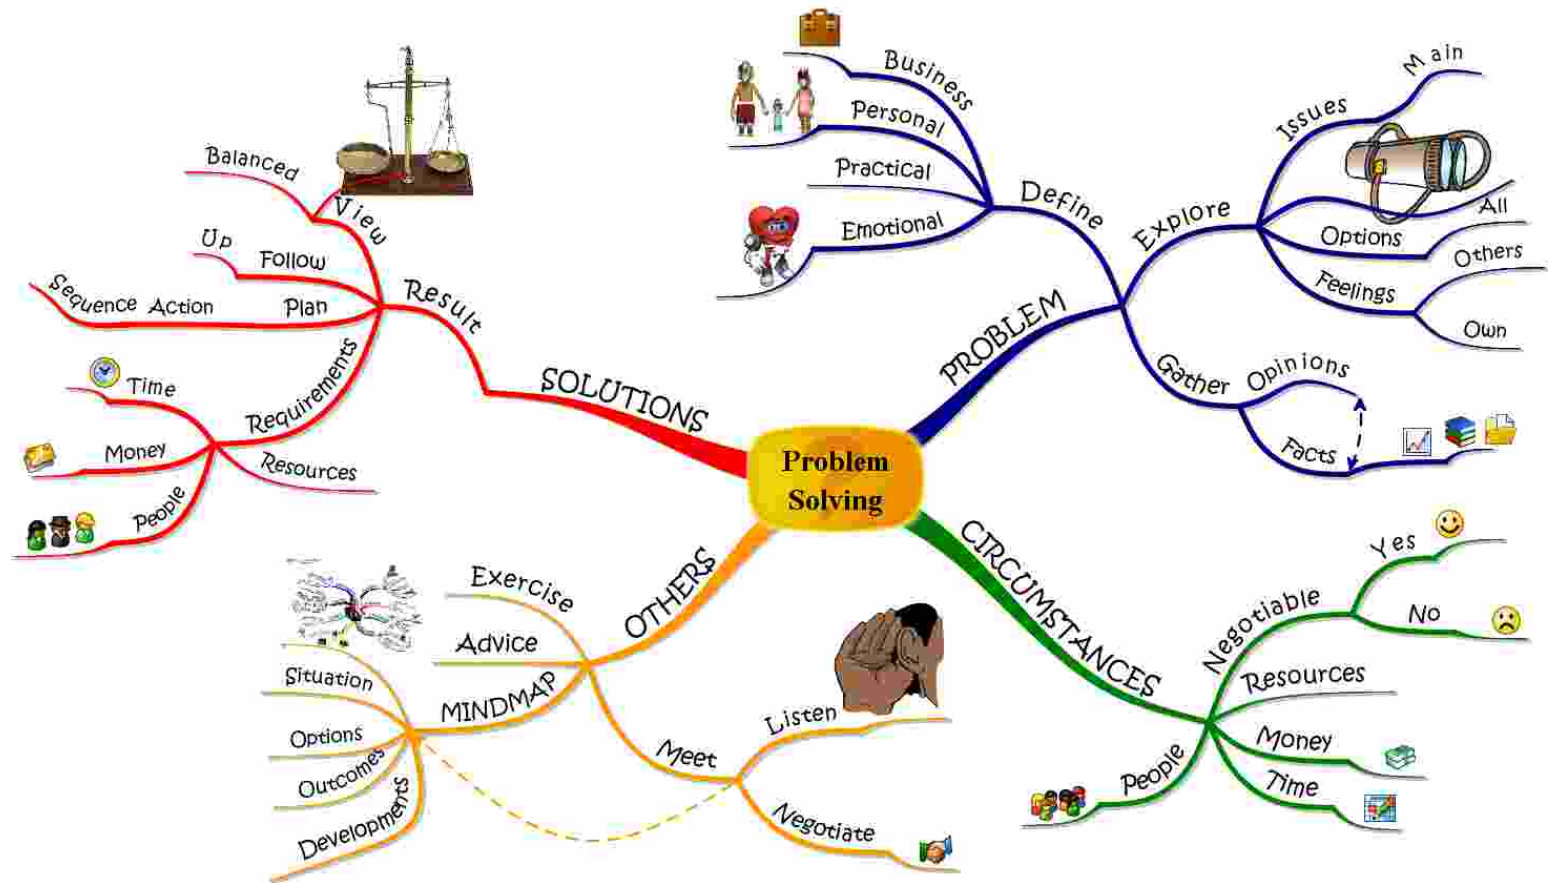 Problem
Solving
PROBLEM
Define
Business
Personal
Practical
Emotional
Explore
Issues
Main
All
Options
Others
Feelings
Own
Gather
Opinions
Facts
CIRCUMSTANCES
Negotiable
Yes
No
Resources
Money
Time
People
OTHERS
Exercise
Advice
MINDMAP
Situation
Options
Outcomes
Developments
Meet
Listen
Negotiate
SOLUTIONS
Result
View
Balanced
Follow
Up
Plan
Action
Sequence
Requirements
Time
Money
People
Resources